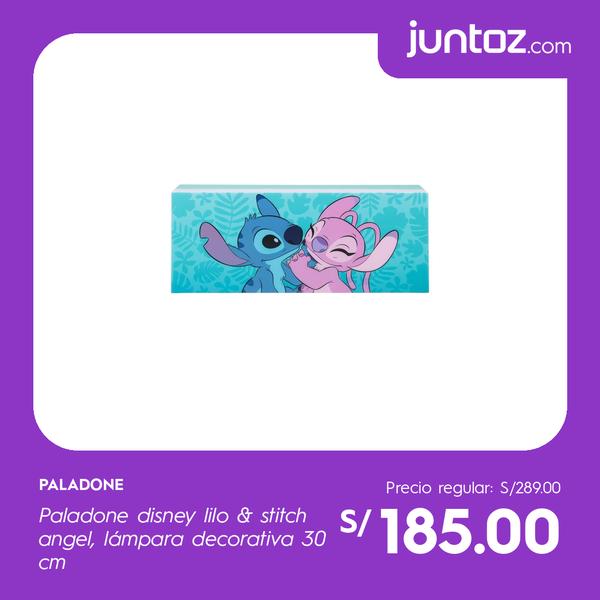 juntoz.com
PALADONE
Paladone disney lilo & stitch
angel, lámpara decorativa 30
cm
Precio regular: S/289.00
S/185.00